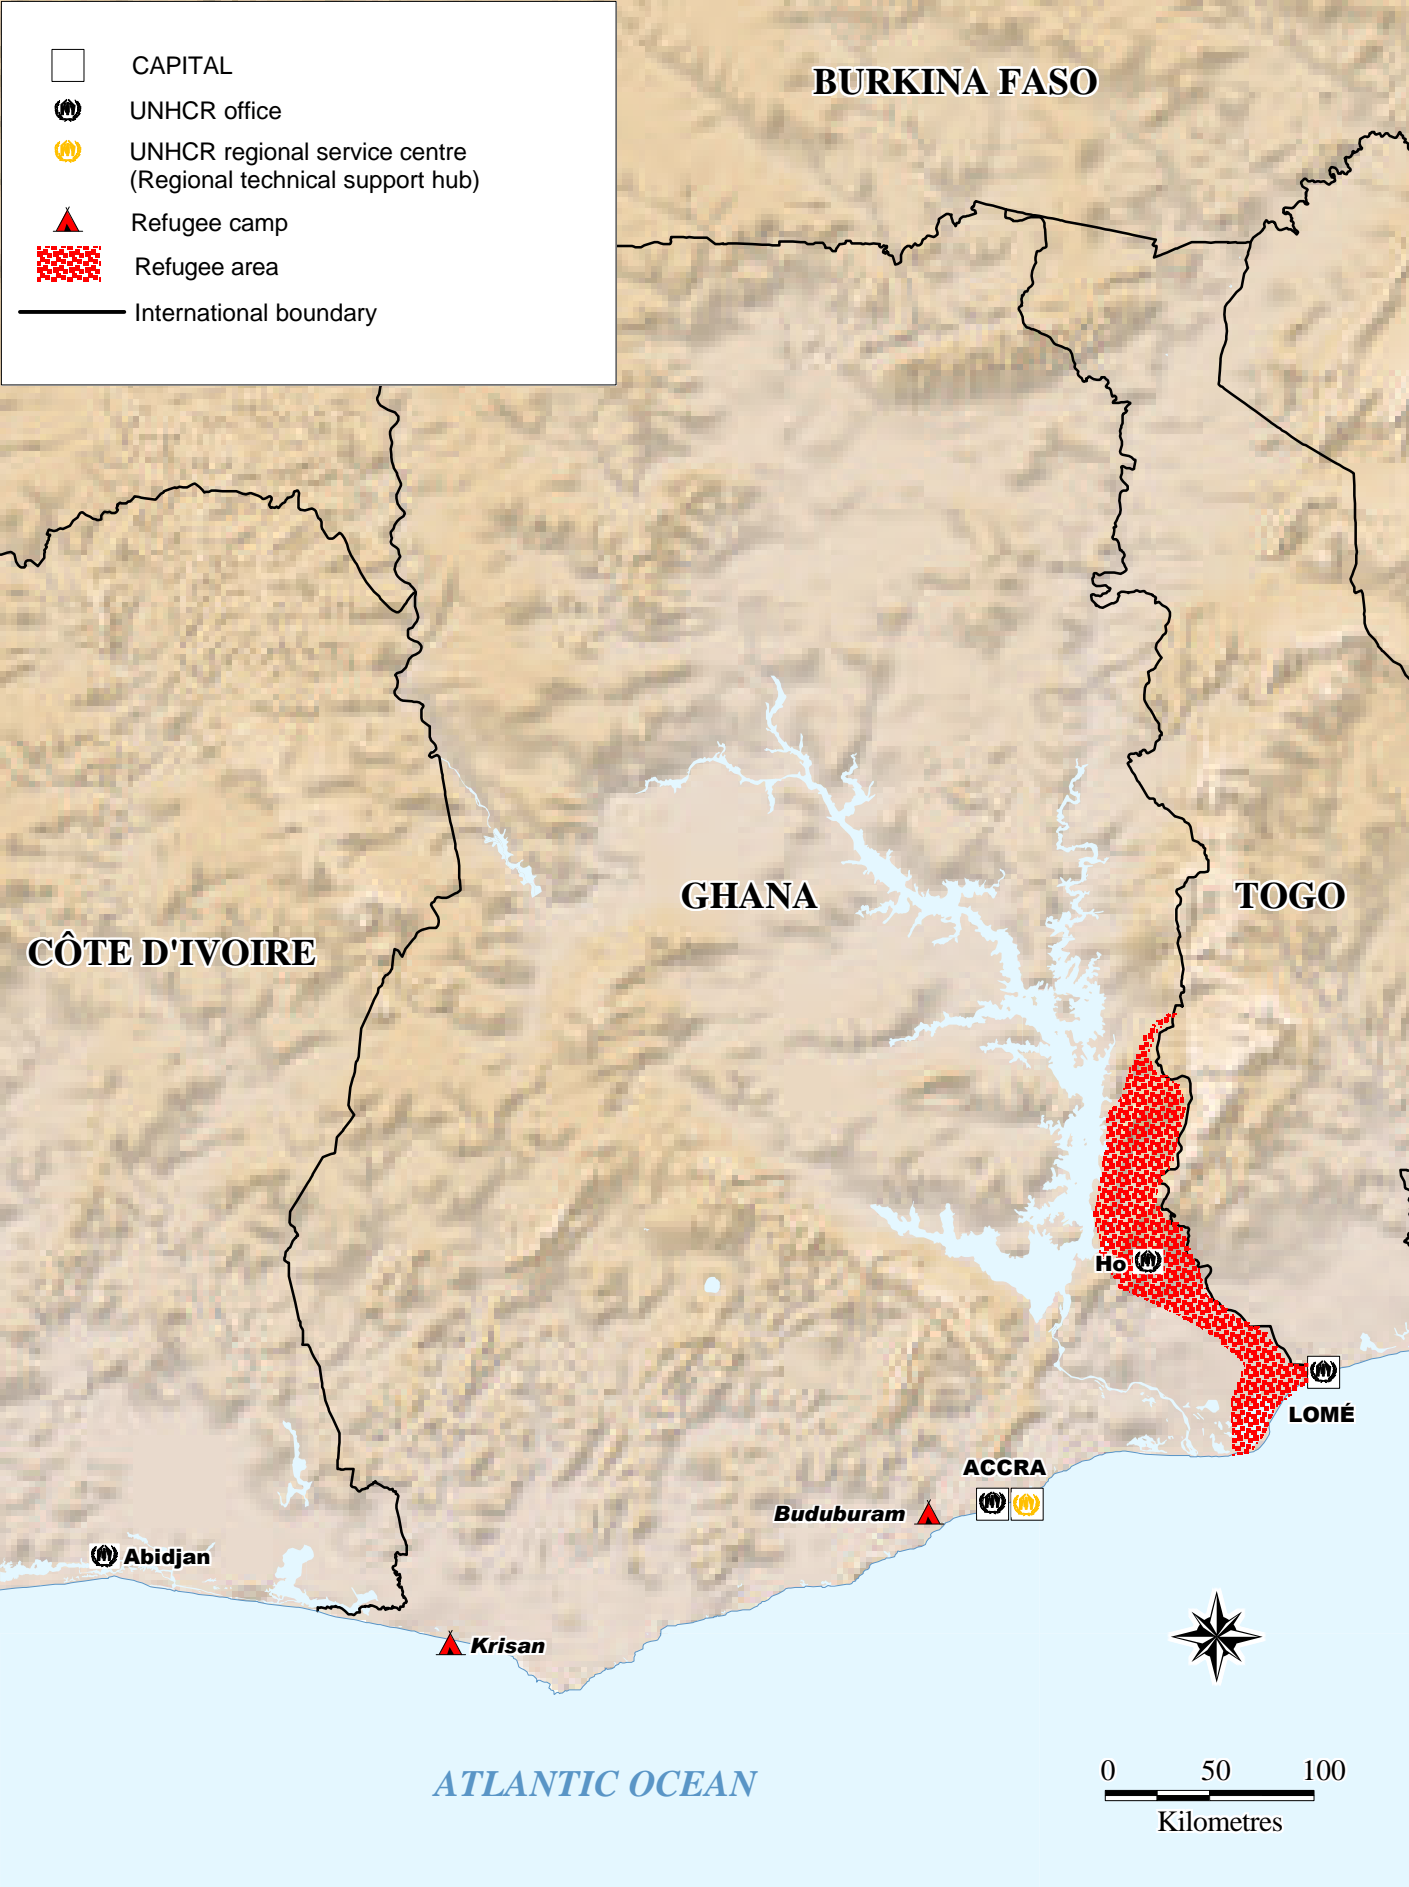 CAPITAL
UNHCR office
UNHCR regional service centre
(Regional technical support hub)
Refugee camp
Refugee area
International boundary
BURKINA FASO
GHANA
TOGO
CÔTE D'IVOIRE
Ho
LOMÉ
ACCRA
Buduburam
Abidjan
Krisan
ATLANTIC OCEAN
0 50 100
Kilometres